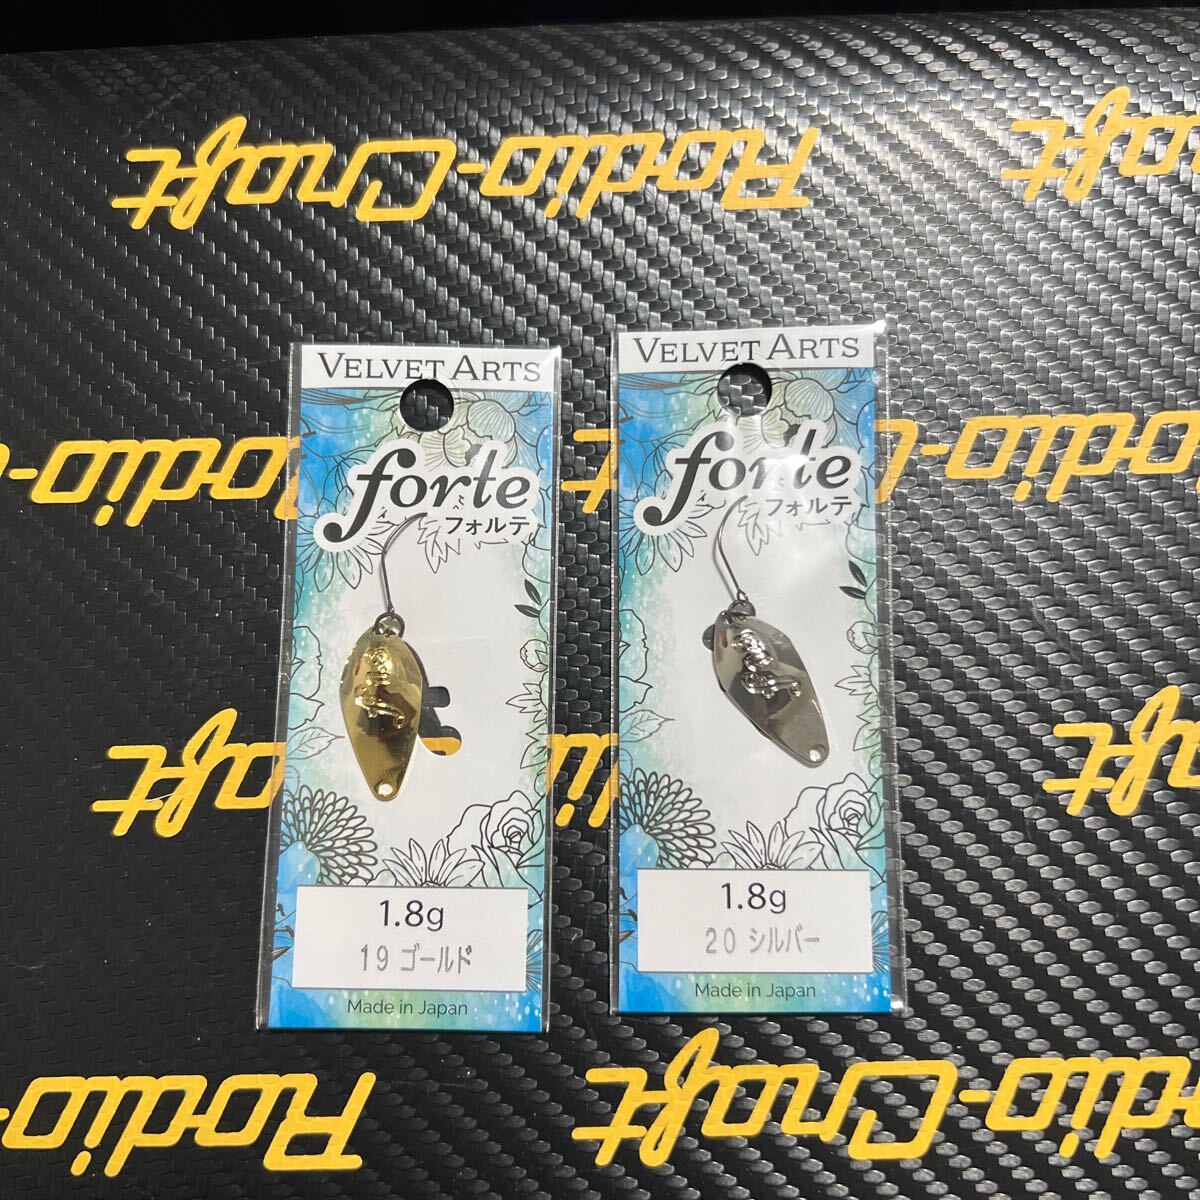 Rodio-Craft
Craft
Rodio-C
Rodio-
VELVET ARTS
forte
フォルテ
1.8g
19 ゴールド
Made in Japan
VELVET ARTS
forte
フォルテ
1.8g
20 シルバー
Made in Japan
Craft
Rodio-
Rodio-
Rodio-Craft